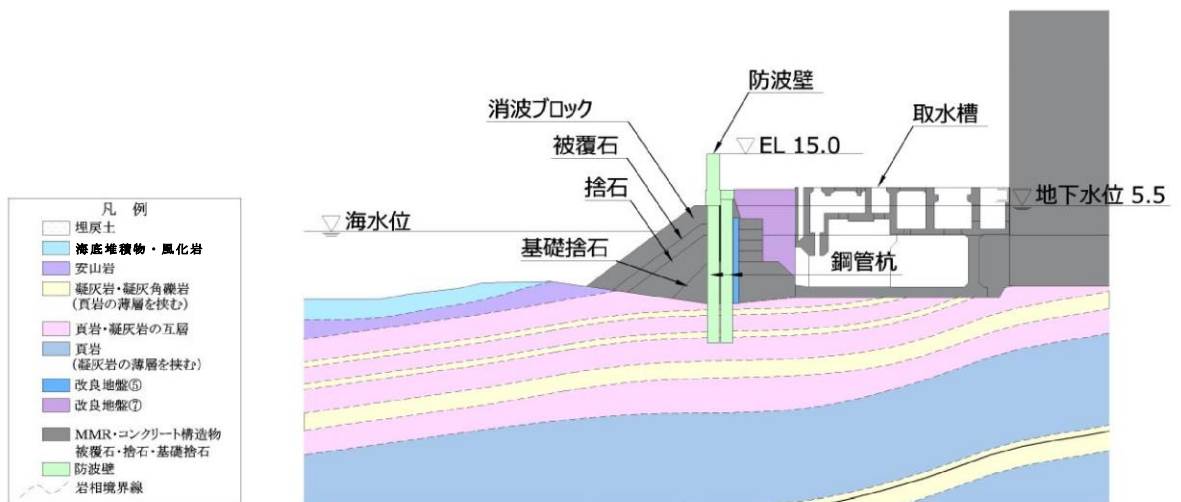 防波壁
消波ブロック
被覆石
捨石
海水位
基礎捨石
EL 15.0
取水槽
地下水位 5.5
鋼管杭
凡 例
埋戻土
海底堆積物・風化岩
安山岩
凝灰岩・凝灰角礫岩
(頁岩の薄層を挟む)
頁岩・凝灰岩の互層
頁岩
(凝灰岩の薄層を挟む)
改良地盤⑤
改良地盤⑦
MMR・コンクリート構造物
被覆石・捨石・基礎捨石
防波壁
岩相境界線